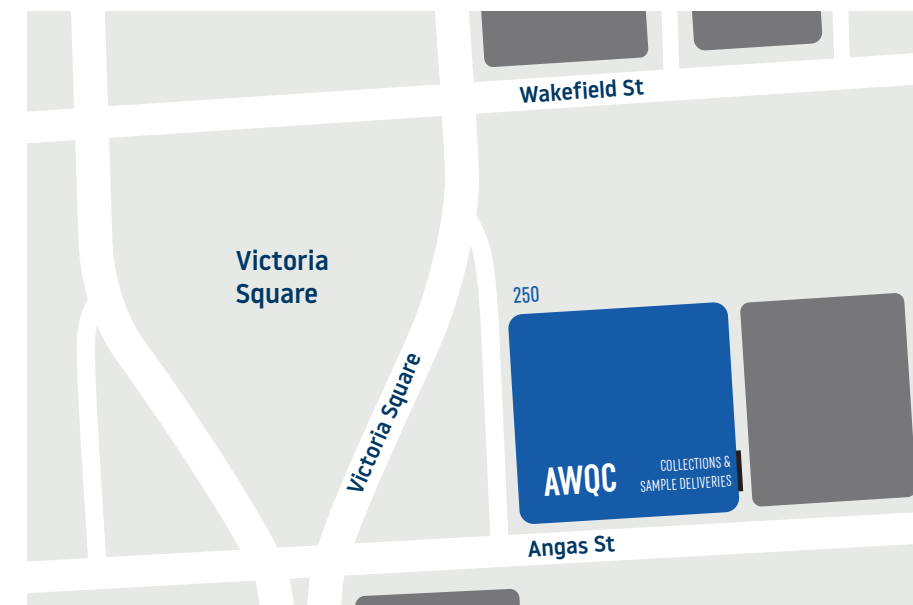 Wakefield St
Victoria
Square
250
Victoria Square
AWQC
COLLECTIONS &
SAMPLE DELIVERIES
Angas St